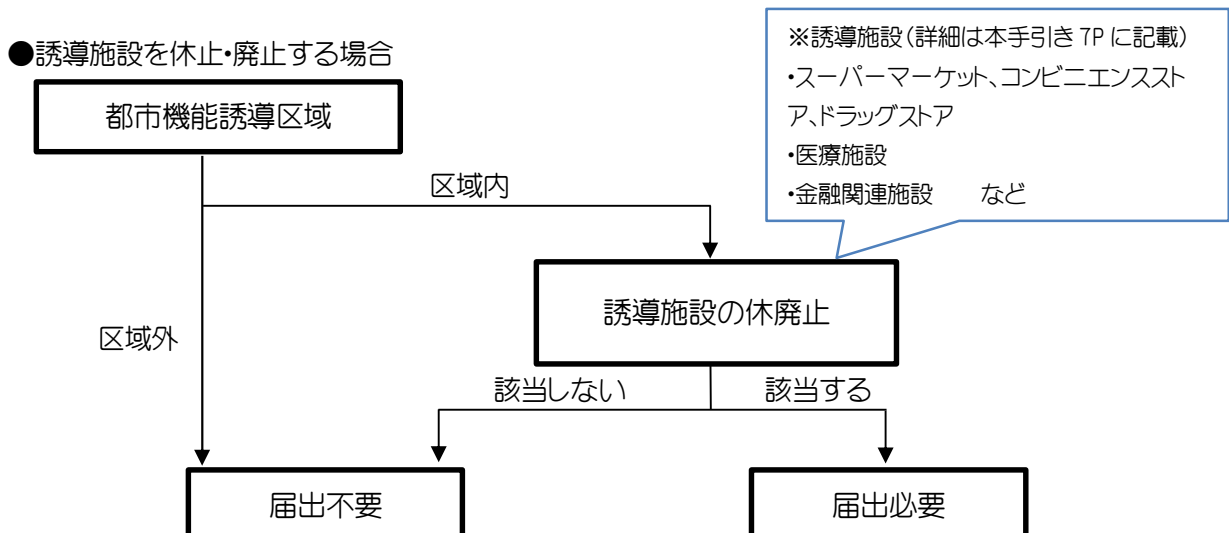 ●誘導施設を休止・廃止する場合
※誘導施設(詳細は本手引き7Pに記載)
・スーパーマーケット、コンビニエンススト
ア、ドラッグストア
・医療施設
・金融関連施設　　など
都市機能誘導区域
区域内
誘導施設の休廃止
区域外
該当しない
該当する
届出不要
届出必要